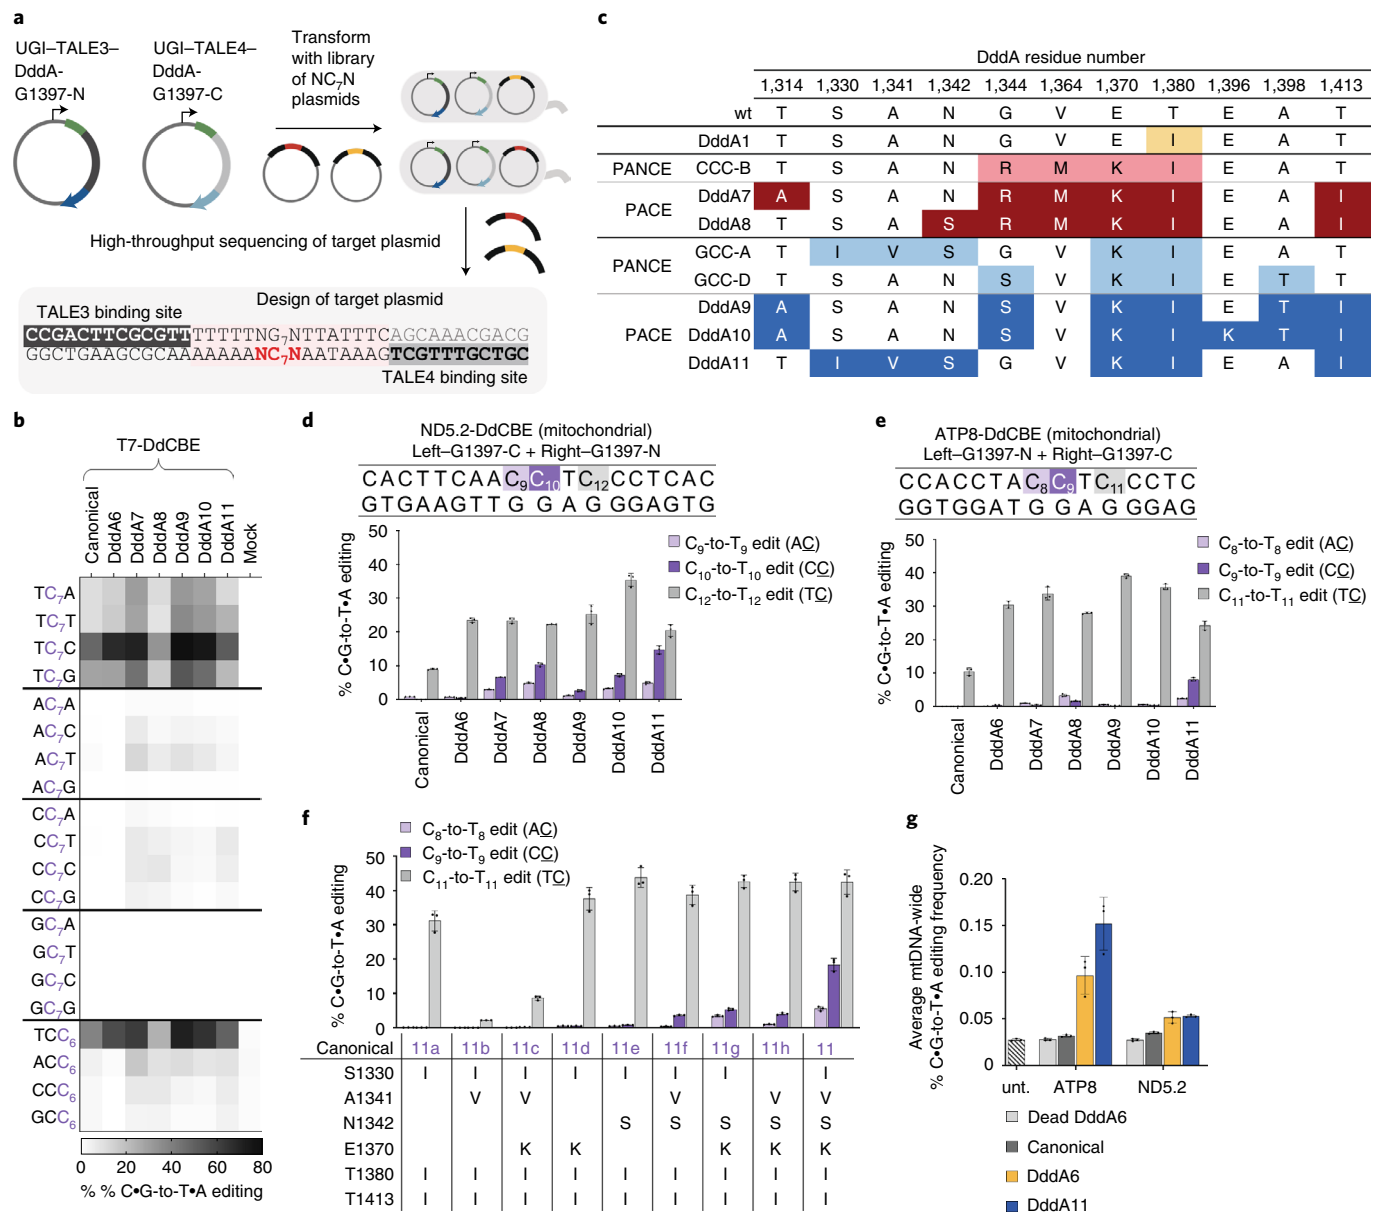 a
UGI–TALE3–
DddA-
G1397-N
UGI–TALE4–
DddA-
G1397-C
Transform
with library
of NC7N
plasmids
High-throughput sequencing of target plasmid
Design of target plasmid
TALE3 binding site
CCGACTTCGCGTTTTTTTNG7NTTATTTCAGCAAACGACG
GGCTGAAGCGCAAAAAAANC7NAATAAAGTCGTTTGCTGC
TALE4 binding site
c
DddA residue number
1,314 1,330 1,341 1,342 1,344 1,364 1,370 1,380 1,396 1,398 1,413
wt T S A N G V E T E A T
DddA1 T S A N G V E I E A T
PANCE CCC-B T S A N R M K I E A T
PACE
DddA7 A S A N R M K I E A I
DddA8 T S A S R M K I E A I
PANCE
GCC-A T I V S G V K I E A T
GCC-D T S A N S V K I E T T
PACE
DddA9 A S A N S V K I E T I
DddA10 A S A N S V K I K T I
DddA11 T I V S G V K I E A I
b
T7-DdCBE
Canonical
DddA6
DddA7
DddA8
DddA9
DddA10
DddA11
Mock
TC7A
TC7T
TC7C
TC7G
AC7A
AC7C
AC7T
AC7G
CC7A
CC7T
CC7C
CC7G
GC7A
GC7T
GC7C
GC7G
TCC6
ACC6
CCC6
GCC6
0 20 40 60 80
% % C•G-to-T•A editing
d
ND5.2-DdCBE (mitochondrial)
Left–G1397-C + Right–G1397-N
CACTTCAAC9C10TC12CCTCAC
GTGAAGTTGGAGGGAGTG
% C•G-to-T•A editing
50
40
30
20
10
0
C9-to-T9 edit (AC)
C10-to-T10 edit (CC)
C12-to-T12 edit (TC)
Canonical
DddA6
DddA7
DddA8
DddA9
DddA10
DddA11
e
ATP8-DdCBE (mitochondrial)
Left–G1397-N + Right–G1397-C
CCACCTAC8C9TC11CCTC
GGTGGATGGAGGGAG
% C•G-to-T•A editing
50
40
30
20
10
0
C8-to-T8 edit (AC)
C9-to-T9 edit (CC)
C11-to-T11 edit (TC)
Canonical
DddA6
DddA7
DddA8
DddA9
DddA10
DddA11
f
C8-to-T8 edit (AC)
C9-to-T9 edit (CC)
C11-to-T11 edit (TC)
% C•G-to-T•A editing
50
40
30
20
10
0
Canonical 11a 11b 11c 11d 11e 11f 11g 11h 11
S1330 I I I I I I I I
A1341 V V V V V
N1342 S S S S S
E1370 K K K K K
T1380 I I I I I I I I I
T1413 I I I I I I I I I
g
Average mtDNA-wide
% C•G-to-T•A editing frequency
0.20
0.15
0.10
0.05
0
unt. ATP8 ND5.2
Dead DddA6
Canonical
DddA6
DddA11